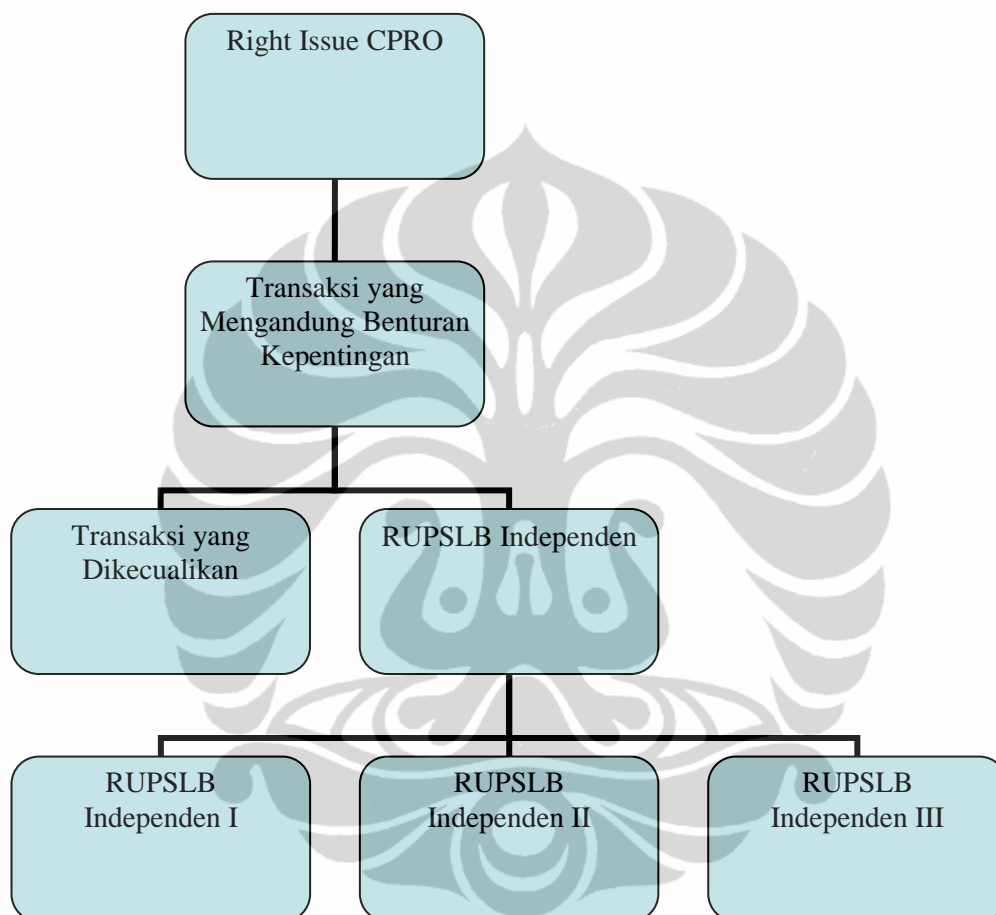 Right Issue CPRO
Transaksi yang
Mengandung Benturan
Kepentingan
Transaksi yang
Dikecualikan
RUPSLB Independen
RUPSLB
Independen I
RUPSLB
Independen II
RUPSLB
Independen III